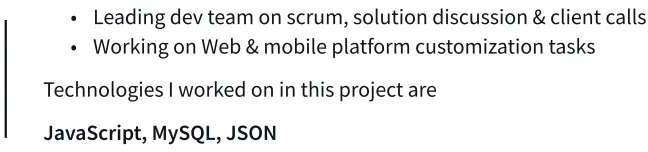 • Leading dev team on scrum, solution discussion & client calls
• Working on Web & mobile platform customization tasks
Technologies I worked on in this project are
JavaScript, MySQL, JSON